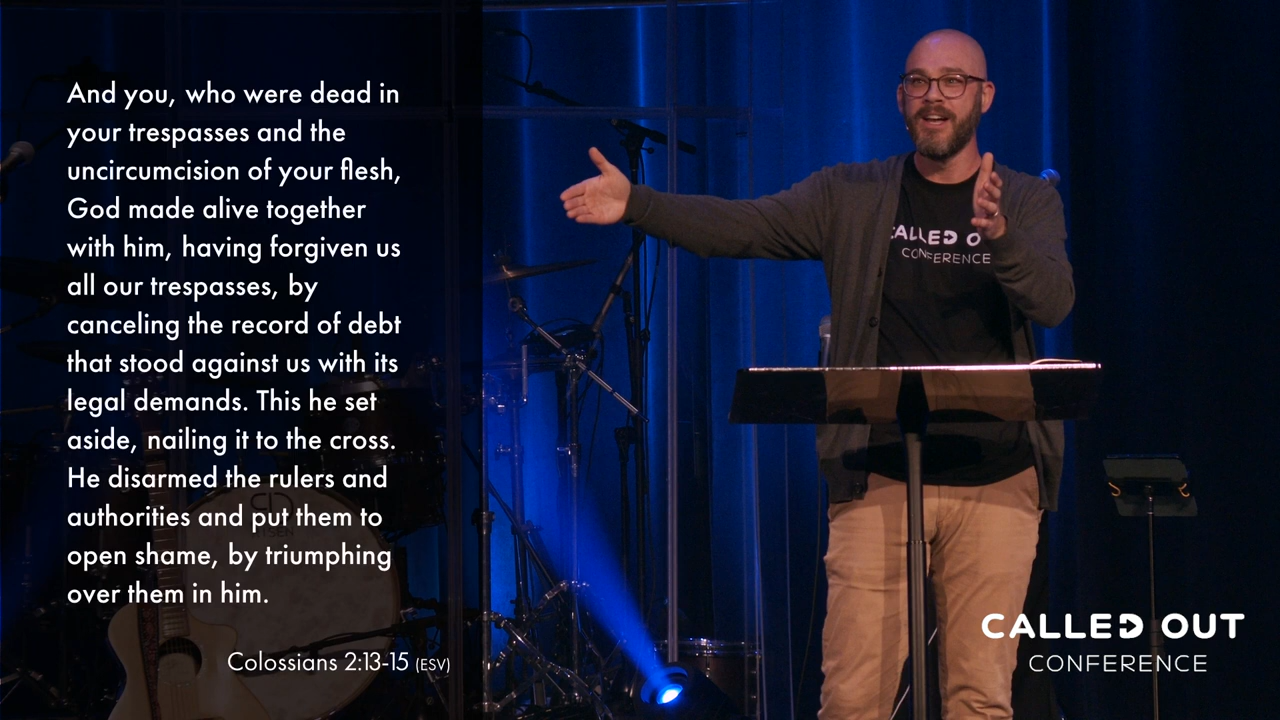 And you, who were dead in
your trespasses and the
uncircumcision of your flesh,
God made alive together
with him, having forgiven us
all our trespasses, by
canceling the record of debt
that stood against us with its
legal demands. This he set
aside, nailing it to the cross.
He disarmed the rulers and
authorities and put them to
open shame, by triumphing
over them in him.
Colossians 2:13-15 (ESV)
CALLED O
CONFERENCE
CALLED OUT
CONFERENCE